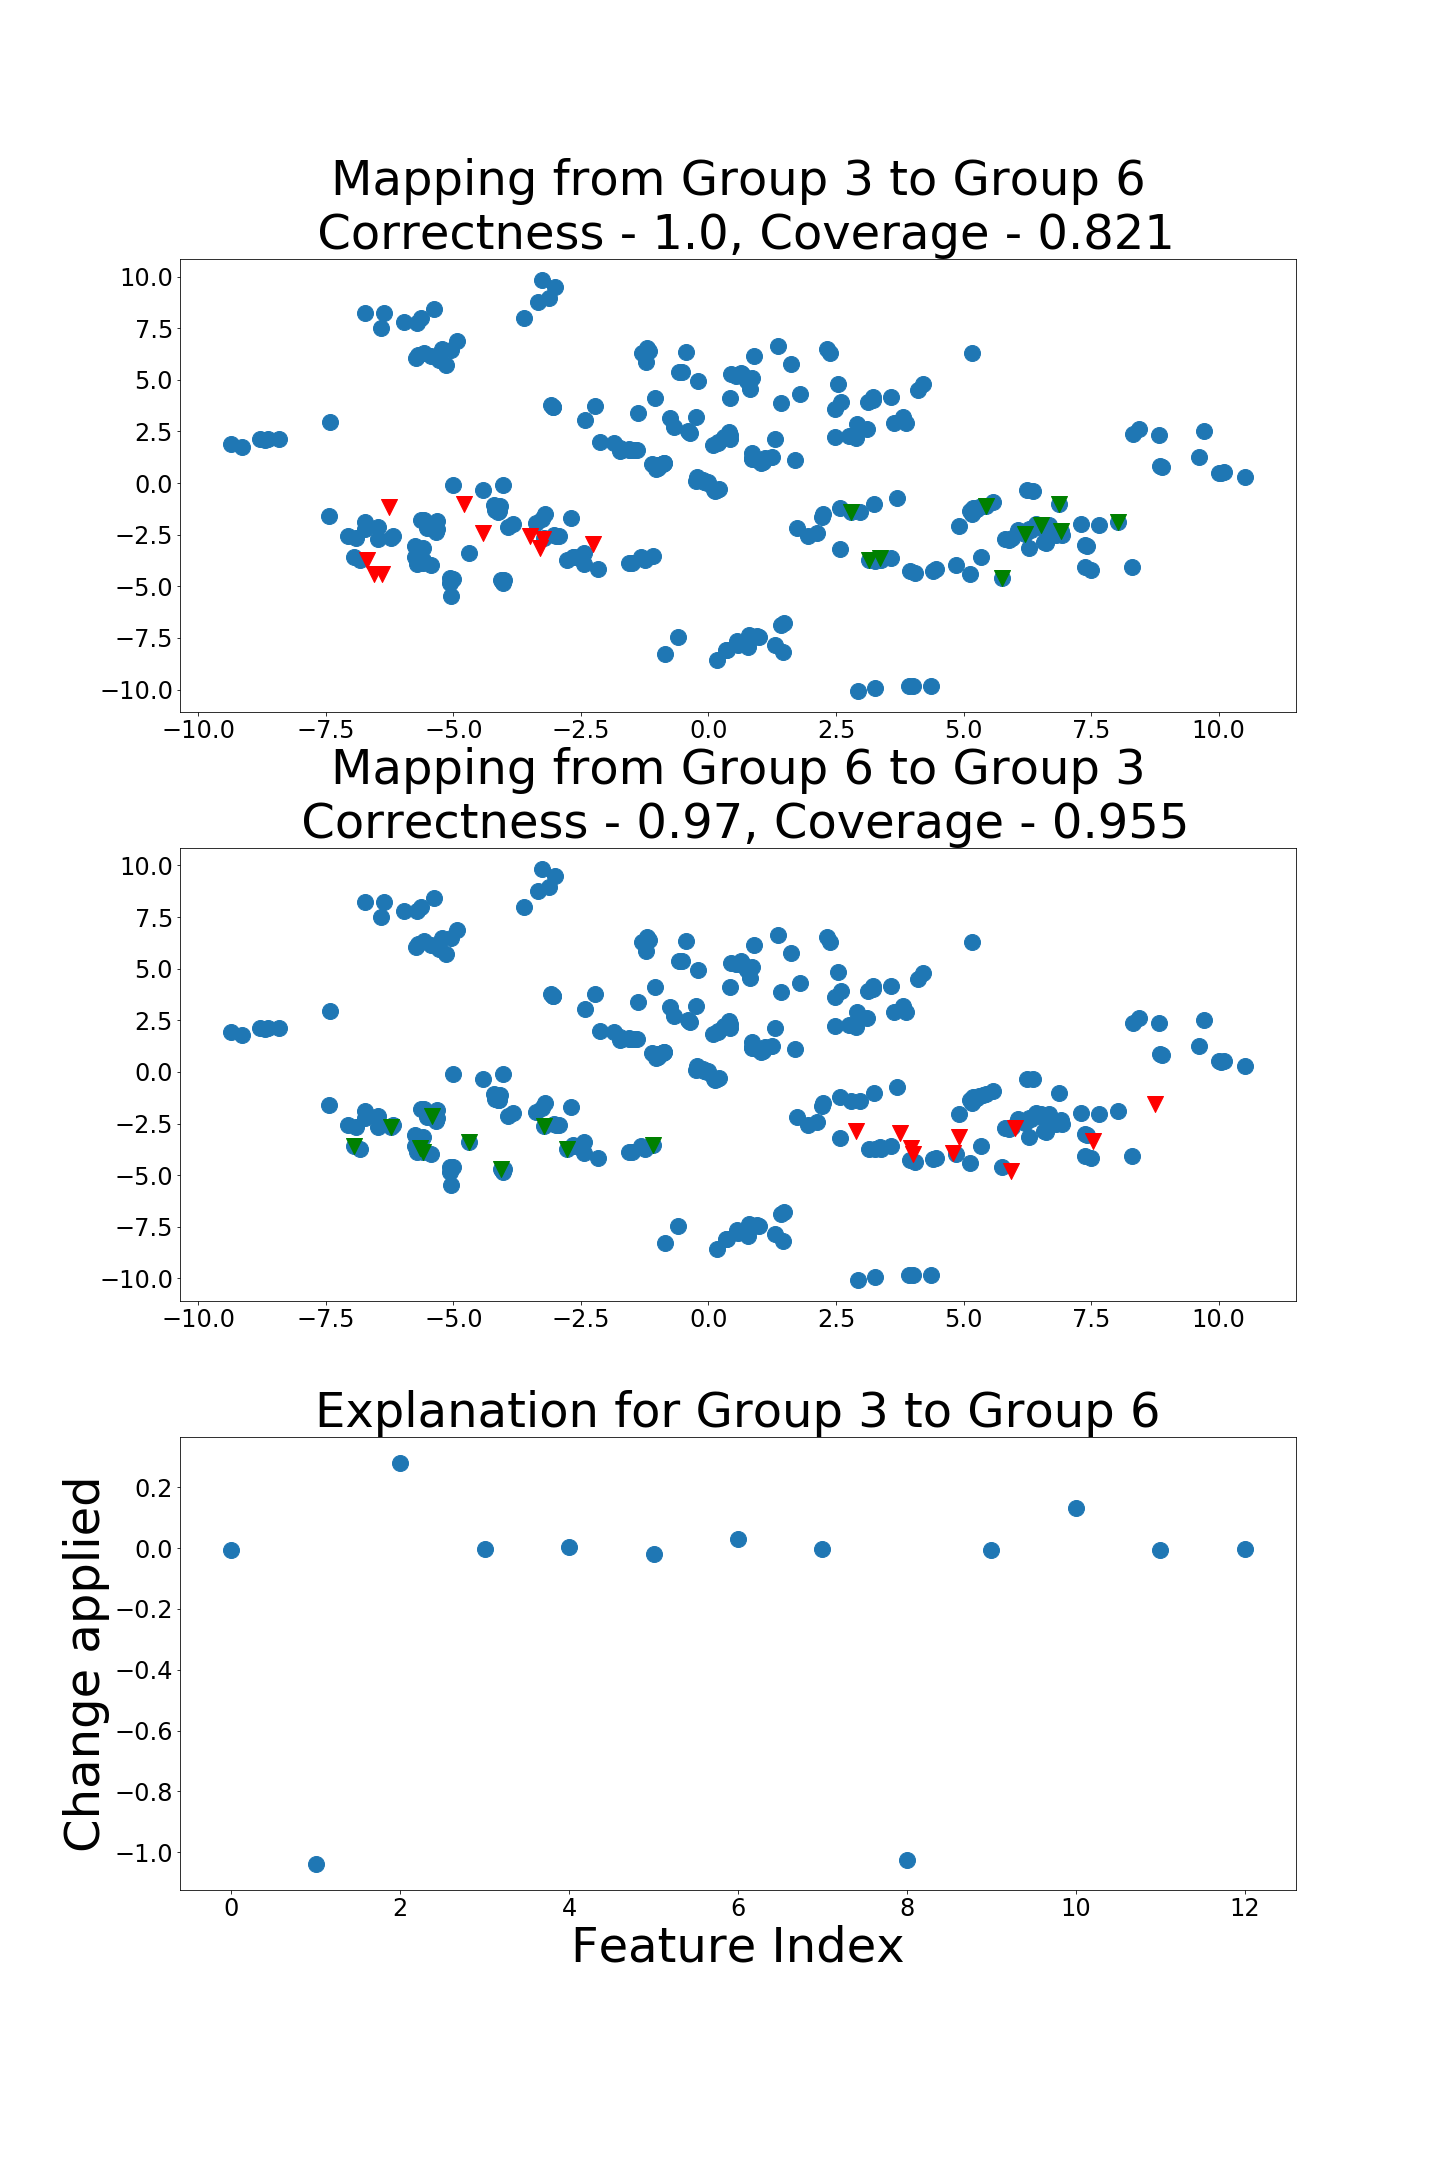 Mapping from Group 3 to Group 6
Correctness - 1.0, Coverage - 0.821
10.0
7.5
5.0
2.5
0.0
−2.5
−5.0
−7.5
−10.0
−10.0 −7.5 −5.0 −2.5 0.0 2.5 5.0 7.5 10.0
Mapping from Group 6 to Group 3
Correctness - 0.97, Coverage - 0.955
10.0
7.5
5.0
2.5
0.0
−2.5
−5.0
−7.5
−10.0
−10.0 −7.5 −5.0 −2.5 0.0 2.5 5.0 7.5 10.0
Explanation for Group 3 to Group 6
Change applied
0.2
0.0
−0.2
−0.4
−0.6
−0.8
−1.0
0 2 4 6 8 10 12
Feature Index